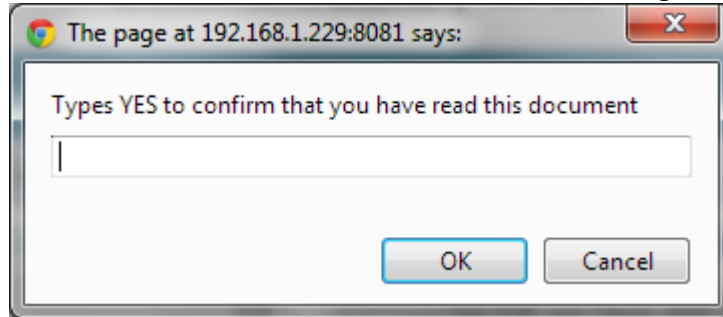 The page at 192.168.1.229:8081 says:
Types YES to confirm that you have read this document
OK Cancel